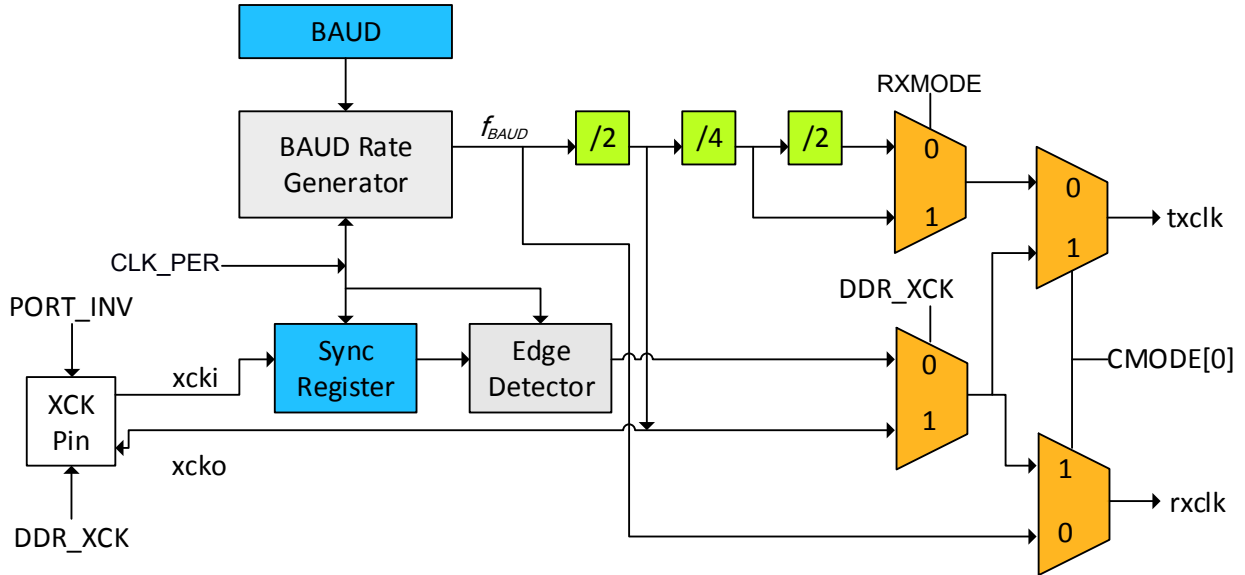 BAUD
RXMODE
BAUD Rate
Generator
fBAUD
/2
/4
/2
0
1
0
1
txclk
CLK_PER
DDR_XCK
PORT_INV
Sync
Register
Edge
Detector
0
1
CMODE[0]
xcki
XCK
Pin
xcko
1
0
rxclk
DDR_XCK